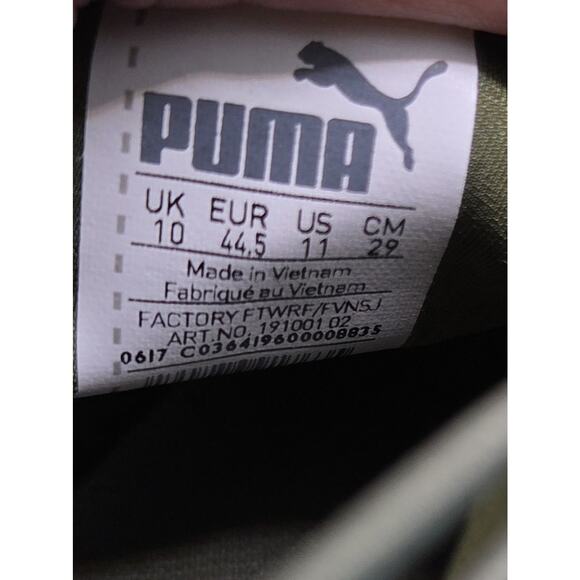 PUMA
UK EUR US CM
10 44.5 11 29
Made in Vietnam
Fabriqué au Vietnam
FACTORY FTWRF/FVNSJ
ART.NO. 191001 02
0617 C036419600008835